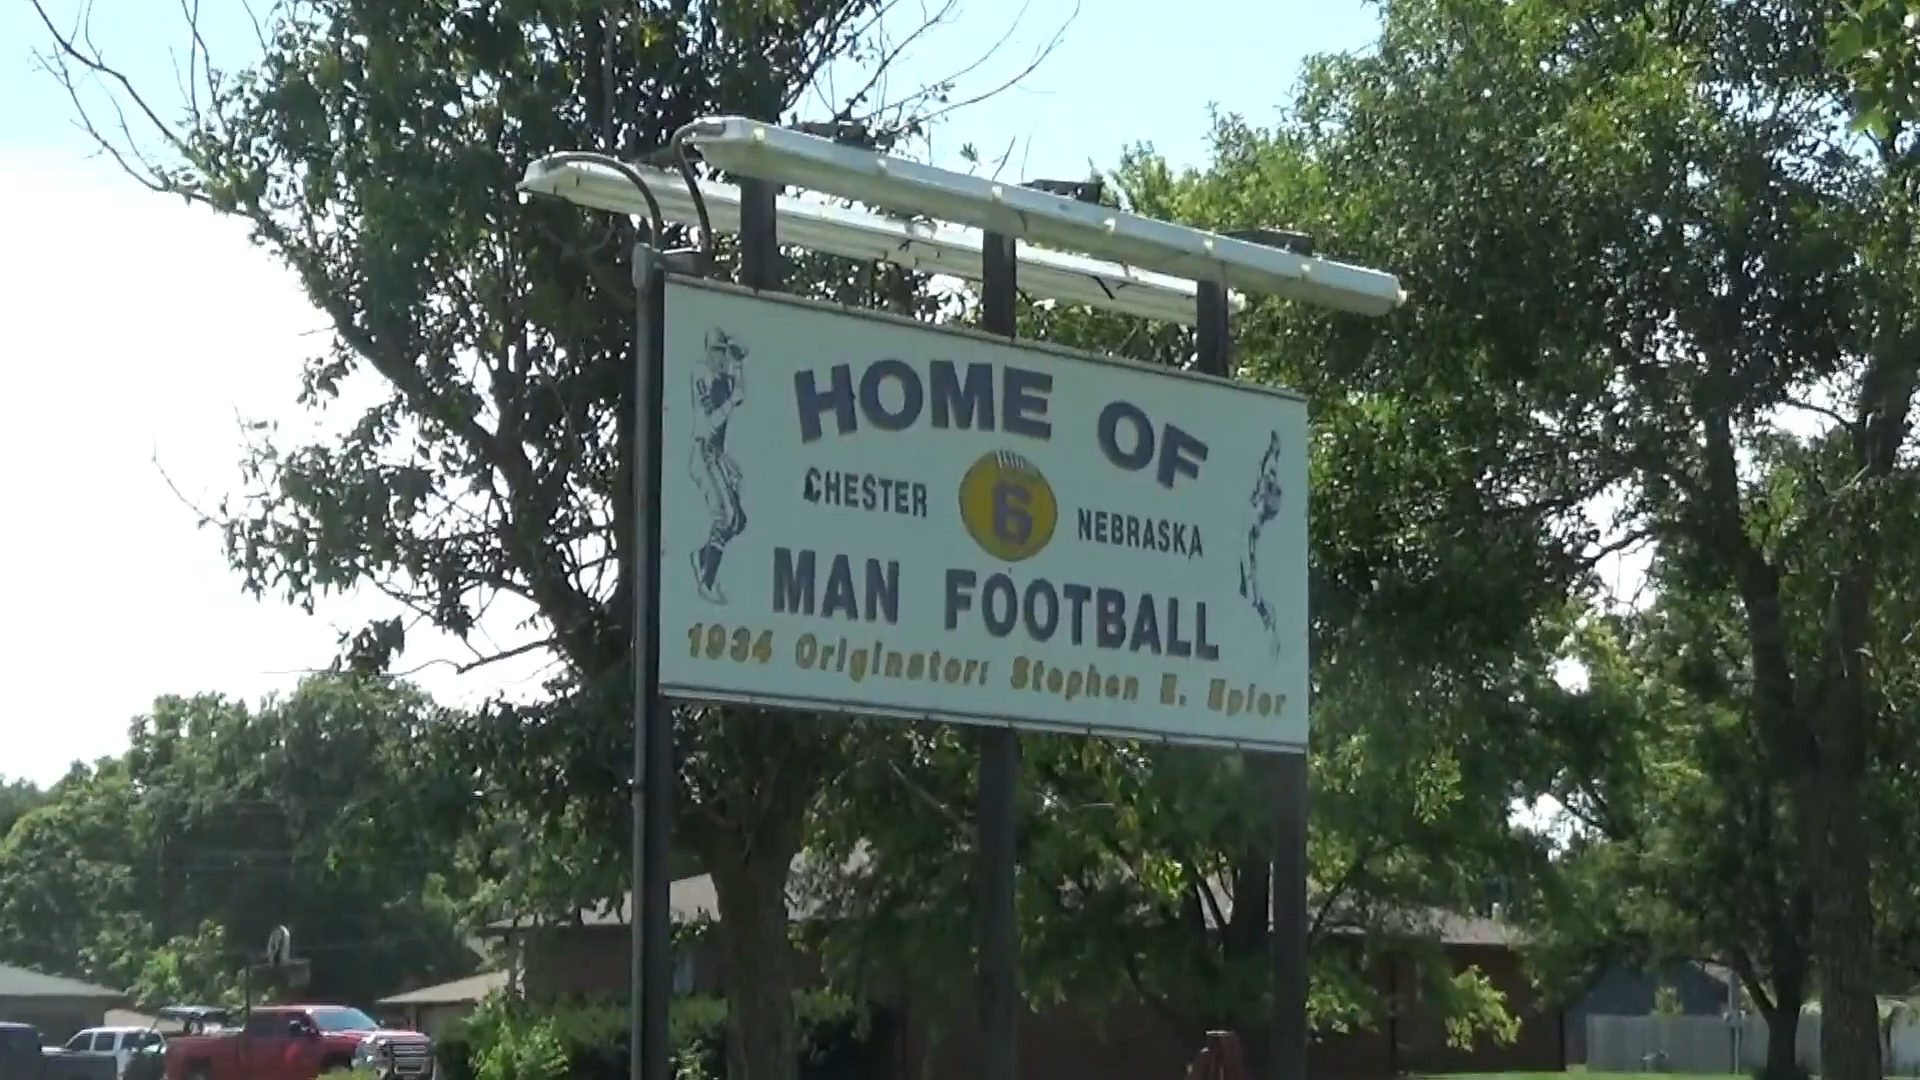 HOME OF
CHESTER 6 NEBRASKA
MAN FOOTBALL
1934 Originator: Stephen E. Epler